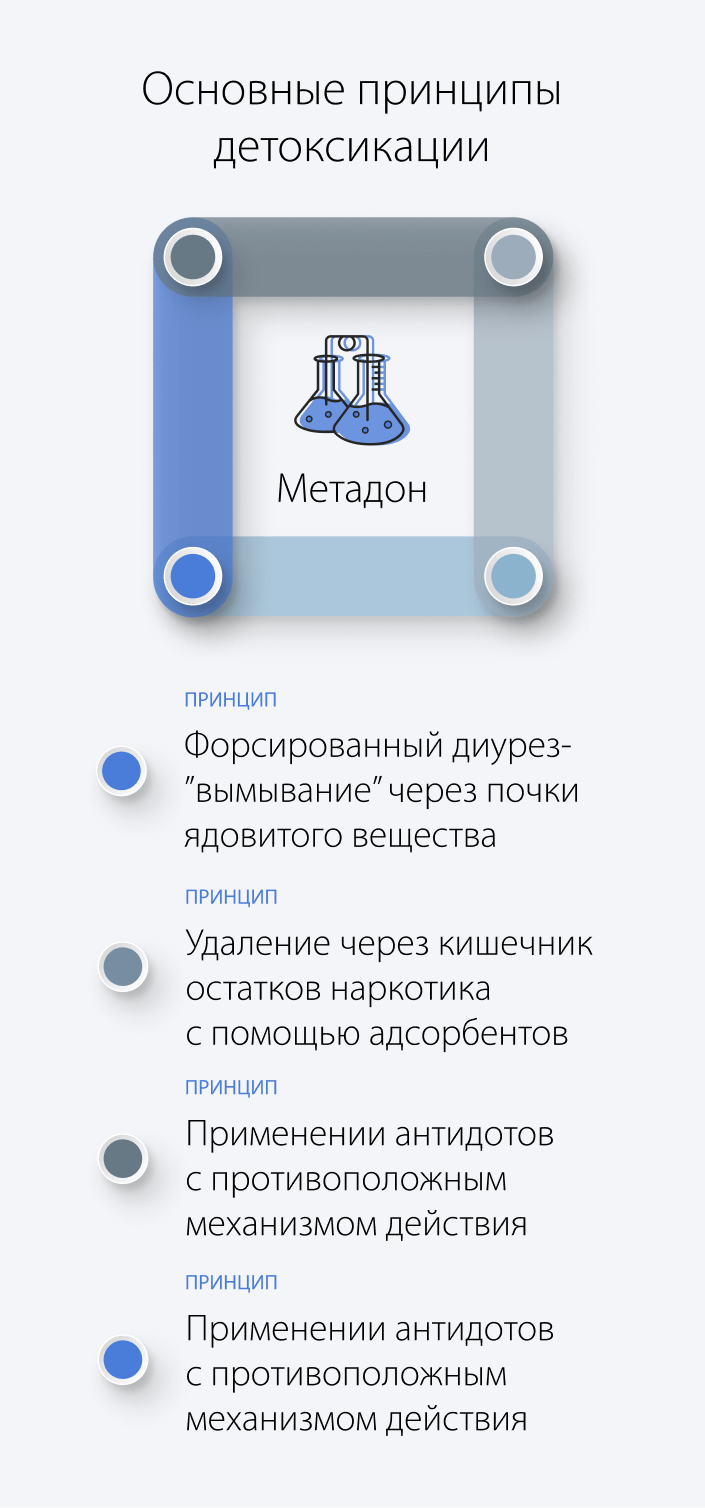 Основные принципы
детоксикации
Метадон
ПРИНЦИП
Форсированный диурез-
”вымывание” через почки
ядовитого вещества
ПРИНЦИП
Удаление через кишечник
остатков наркотика
с помощью адсорбентов
ПРИНЦИП
Применении антидотов
с противоположным
механизмом действия
ПРИНЦИП
Применении антидотов
с противоположным
механизмом действия